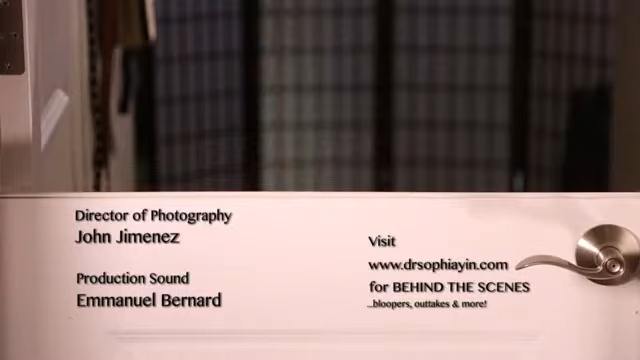 Director of Photography
John Jimenez
Production Sound
Emmanuel Bernard
Visit
www.drsophiayin.com
for BEHIND THE SCENES
...bloopers, outtakes & more!